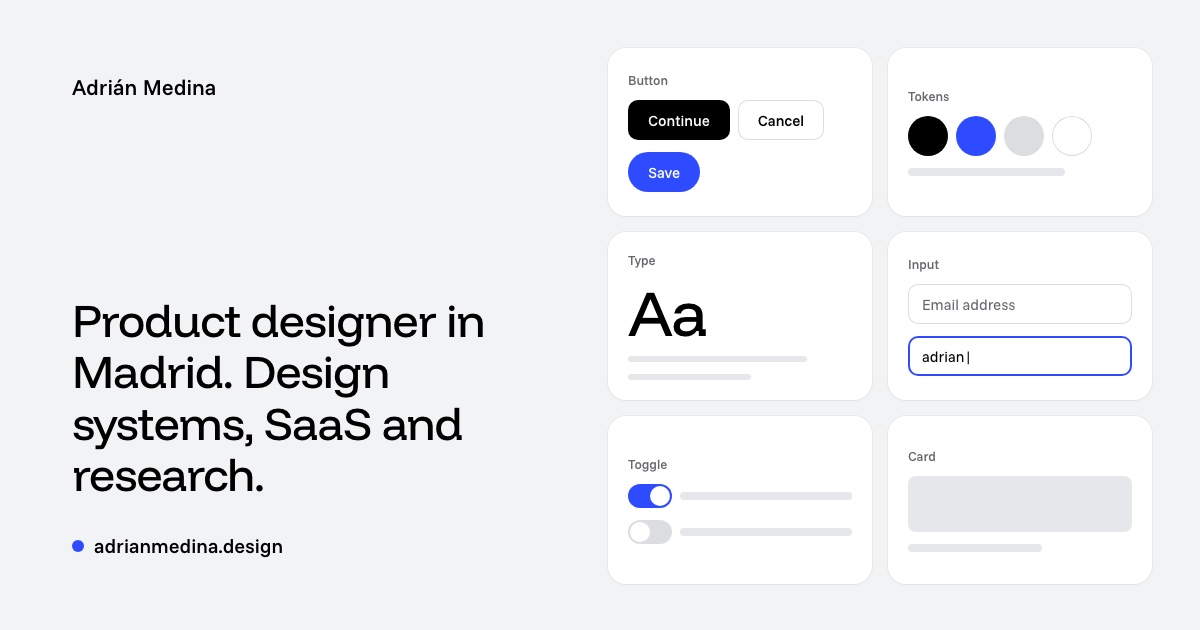 Adrián Medina
Product designer in
Madrid. Design
systems, SaaS and
research.
adrianmedina.design
Button
Continue
Cancel
Save
Tokens
Type
Aa
Input
Email address
adrian
Toggle
Card